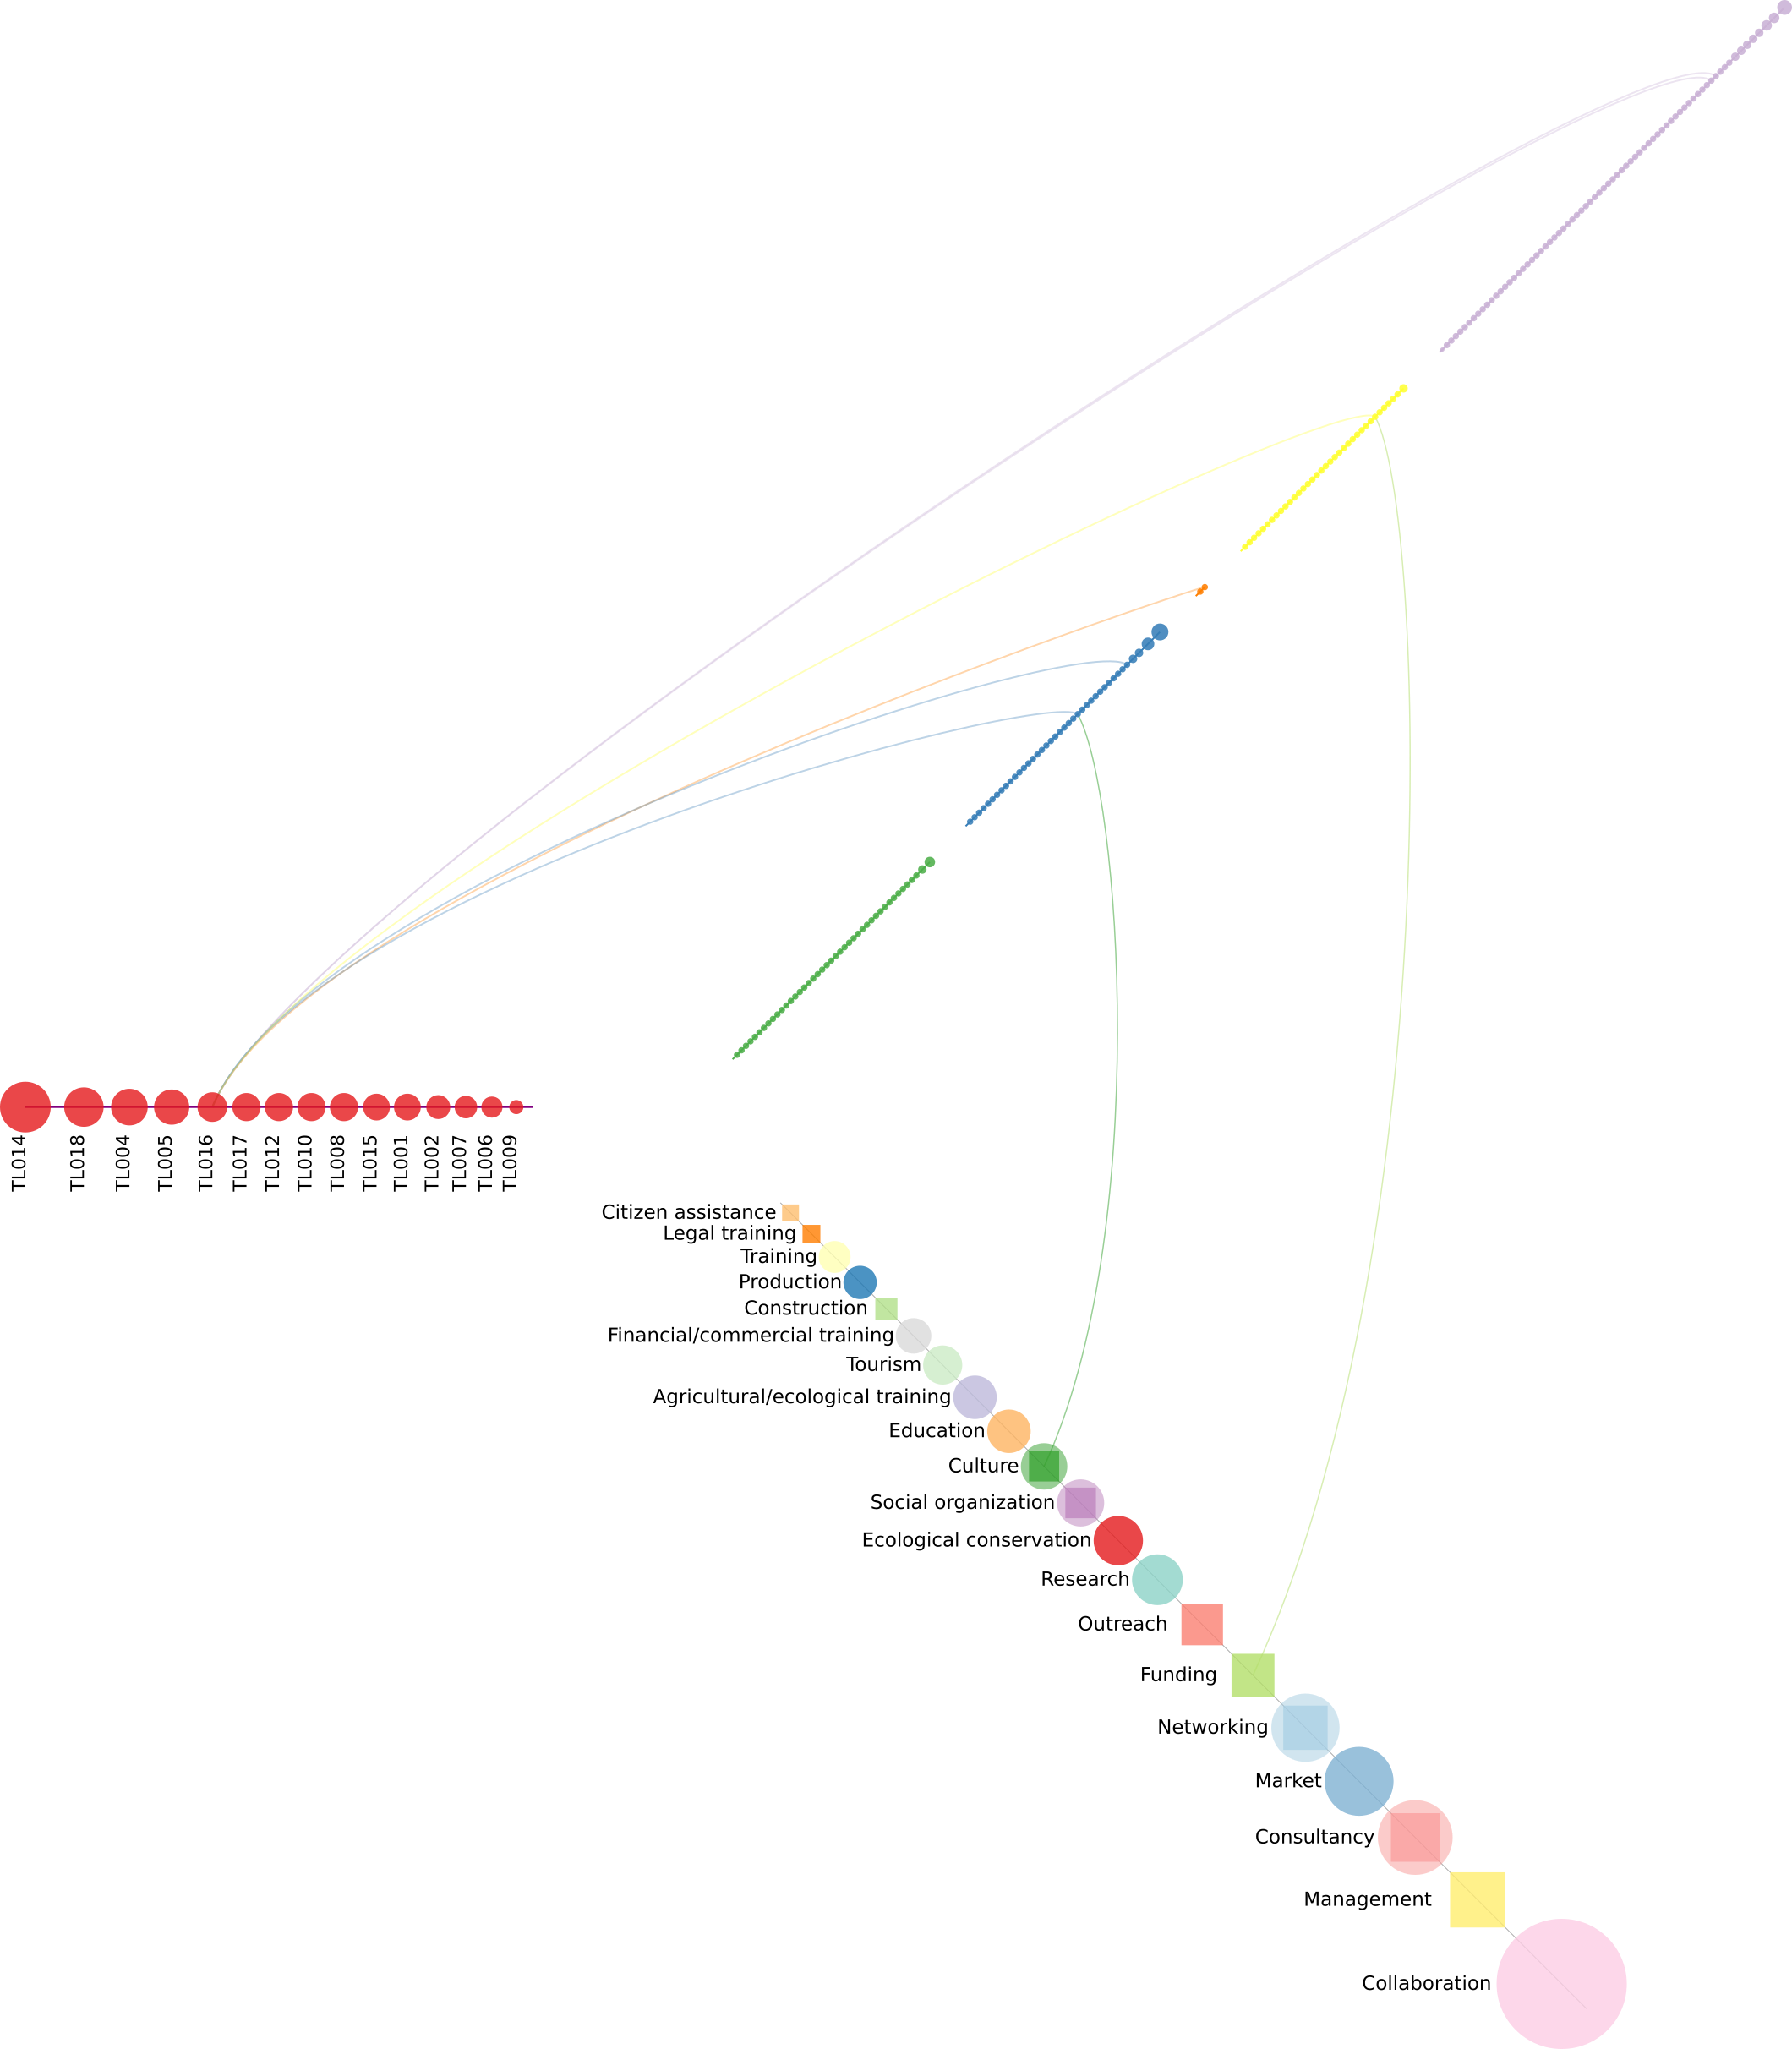 TL014
TL018
TL004
TL005
TL016
TL017
TL012
TL010
TL008
TL015
TL001
TL002
TL007
TL006
TL009
Citizen assistance
Legal training
Training
Production
Construction
Financial/commercial training
Tourism
Agricultural/ecological training
Education
Culture
Social organization
Ecological conservation
Research
Outreach
Funding
Networking
Market
Consultancy
Management
Collaboration